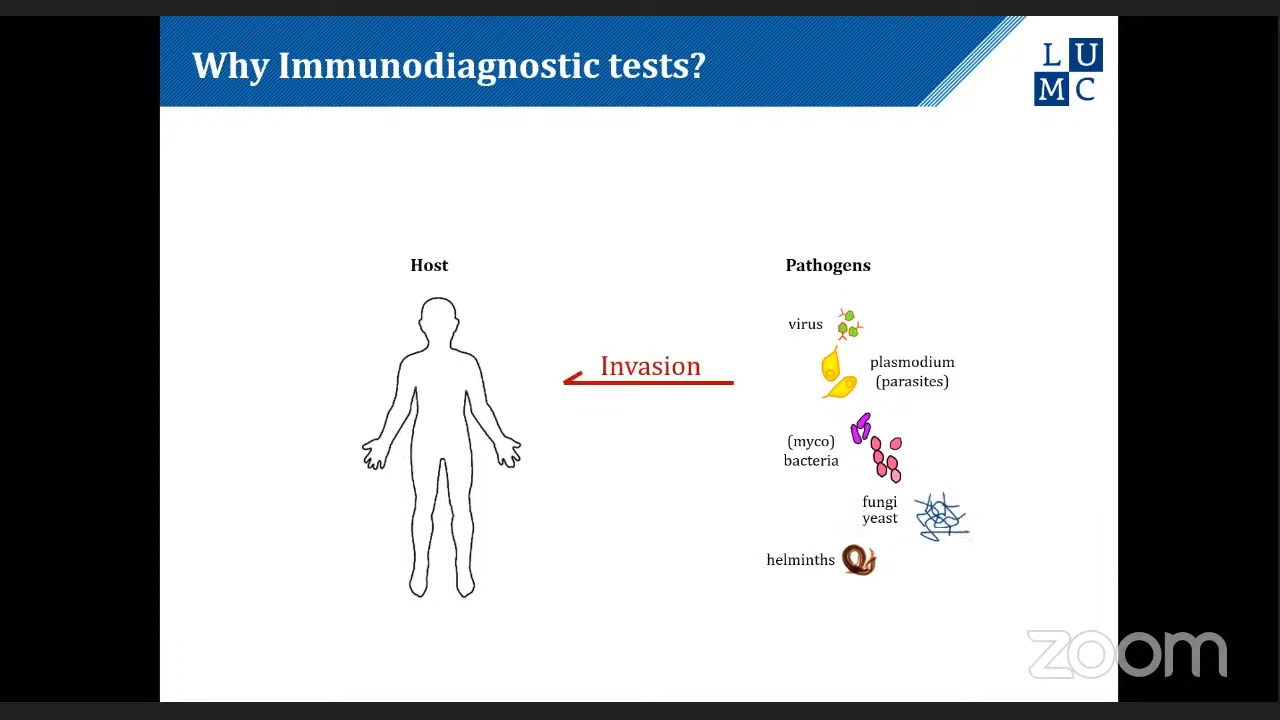 Why Immunodiagnostic tests?
L U
M C
Host
Pathogens
virus
Invasion
plasmodium
(parasites)
(myco)
bacteria
fungi
yeast
helminths
zoom